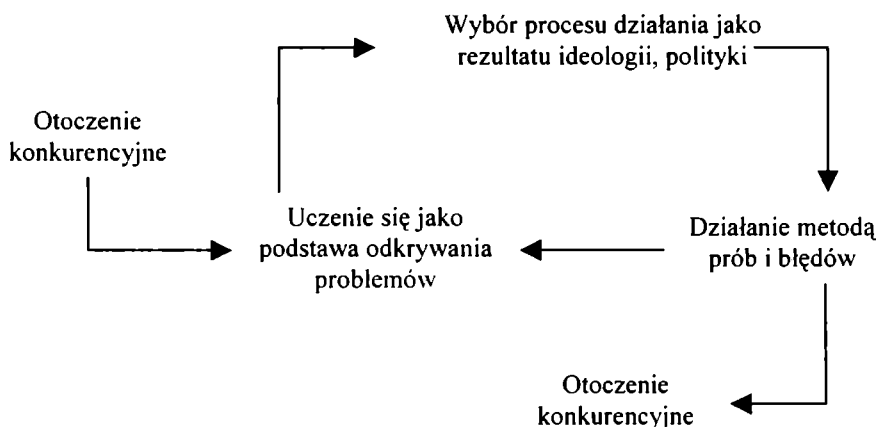 Wybór procesu działania jako
rezultatu ideologii, polityki
Otoczenie
konkurencyjne
Uczenie się jako
podstawa odkrywania
problemów
Działanie metodą
prób i błędów
Otoczenie
konkurencyjne